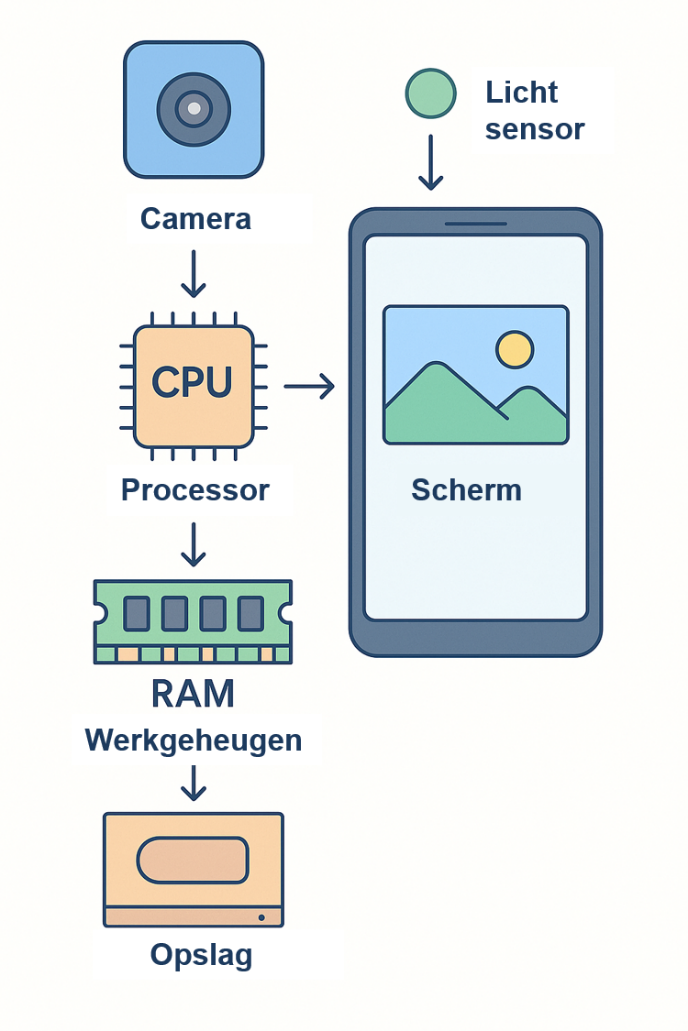 Licht
sensor
Camera
CPU
Processor
Scherm
RAM
Werkgeheugen
Opslag